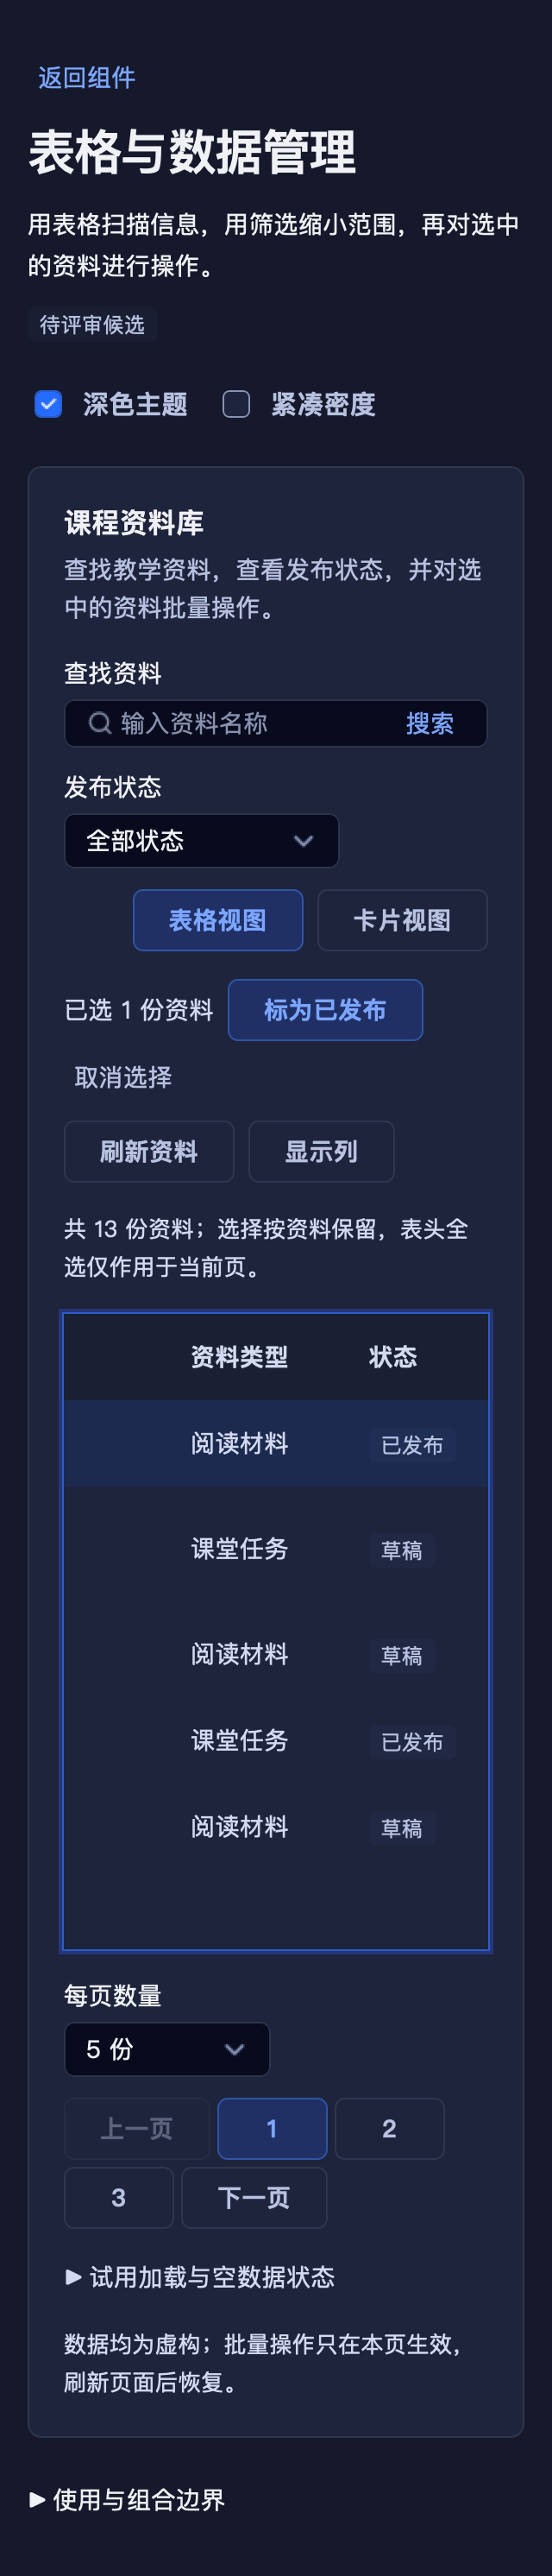 返回组件
表格与数据管理
用表格扫描信息，用筛选缩小范围，再对选中
的资料进行操作。
待评审候选
深色主题 紧凑密度
课程资料库
查找教学资料，查看发布状态，并对选
中的资料批量操作。
查找资料
输入资料名称 搜索
发布状态
全部状态
表格视图 卡片视图
已选 1 份资料 标为已发布
取消选择
刷新资料 显示列
共 13 份资料；选择按资料保留，表头全
选仅作用于当前页。
资料类型 状态
阅读材料 已发布
课堂任务 草稿
阅读材料 草稿
课堂任务 已发布
阅读材料 草稿
每页数量
5 份
上一页 1 2
3 下一页
试用加载与空数据状态
数据均为虚构；批量操作只在本页生效，
刷新页面后恢复。
使用与组合边界